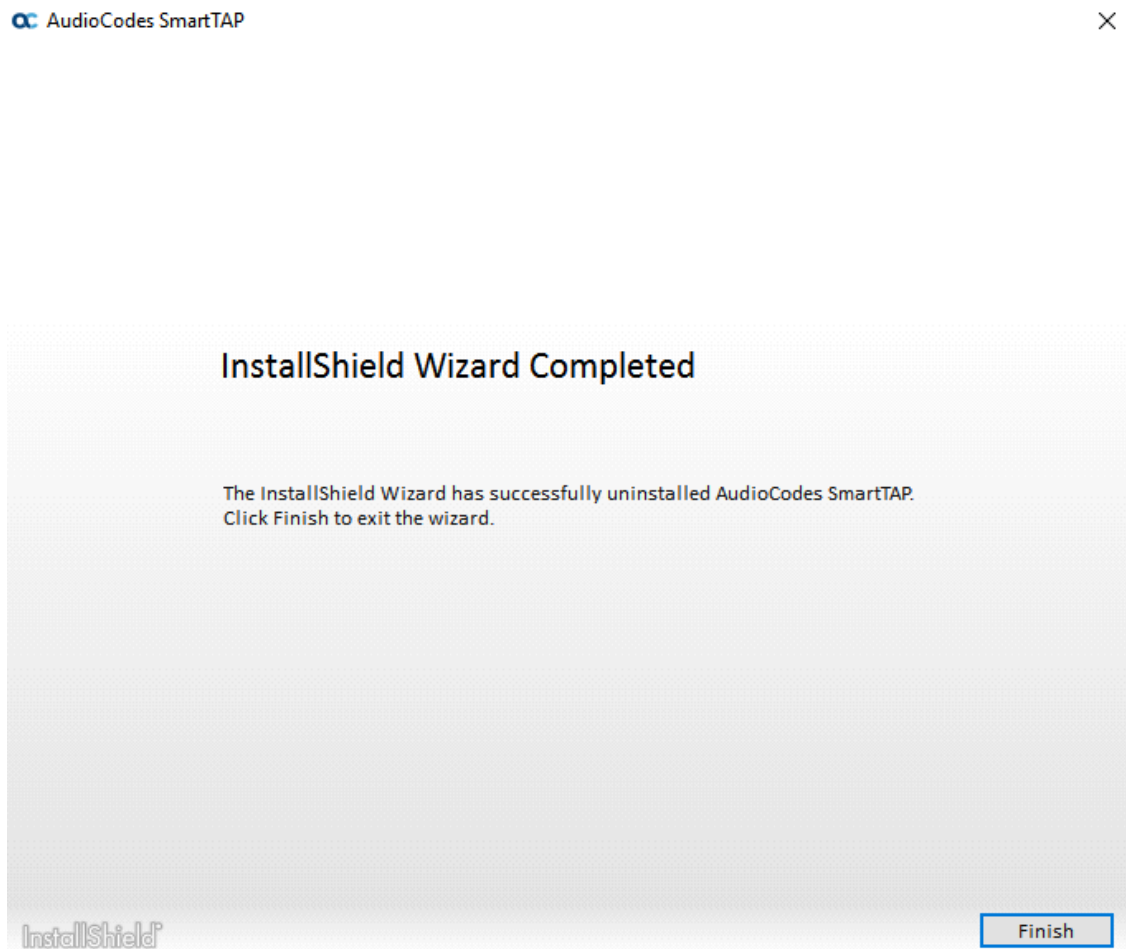 AudioCodes SmartTAP
InstallShield Wizard Completed
The InstallShield Wizard has successfully uninstalled AudioCodes SmartTAP.
Click Finish to exit the wizard.
InstallShield
Finish